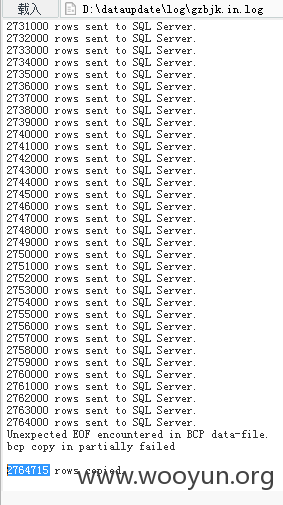 载入
D:\dataupdate\log\gzbjk.in.log
2731000 rows sent to SQL Server.
2732000 rows sent to SQL Server.
2733000 rows sent to SQL Server.
2734000 rows sent to SQL Server.
2735000 rows sent to SQL Server.
2736000 rows sent to SQL Server.
2737000 rows sent to SQL Server.
2738000 rows sent to SQL Server.
2739000 rows sent to SQL Server.
2740000 rows sent to SQL Server.
2741000 rows sent to SQL Server.
2742000 rows sent to SQL Server.
2743000 rows sent to SQL Server.
2744000 rows sent to SQL Server.
2745000 rows sent to SQL Server.
2746000 rows sent to SQL Server.
2747000 rows sent to SQL Server.
2748000 rows sent to SQL Server.
2749000 rows sent to SQL Server.
2750000 rows sent to SQL Server.
2751000 rows sent to SQL Server.
2752000 rows sent to SQL Server.
2753000 rows sent to SQL Server.
2754000 rows sent to SQL Server.
2755000 rows sent to SQL Server.
2756000 rows sent to SQL Server.
2757000 rows sent to SQL Server.
2758000 rows sent to SQL Server.
2759000 rows sent to SQL Server.
2760000 rows sent to SQL Server.
2761000 rows sent to SQL Server.
2762000 rows sent to SQL Server.
2763000 rows sent to SQL Server.
2764000 rows sent to SQL Server.
Unexpected EOF encountered in BCP data-file.
bcp copy in partially failed
2764715 rows copied.
www.wooyun.org